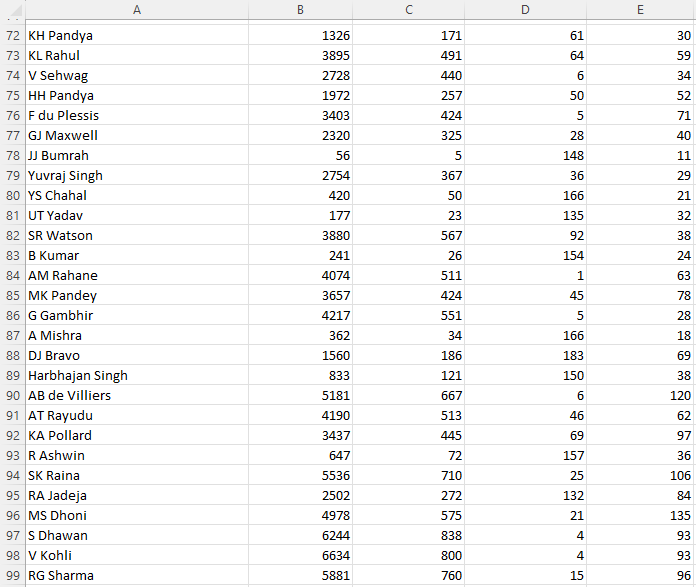 A B C D E
72 KH Pandya 1326 171 61 30
73 KL Rahul 3895 491 64 59
74 V Sehwag 2728 440 6 34
75 HH Pandya 1972 257 50 52
76 F du Plessis 3403 424 5 71
77 GJ Maxwell 2320 325 28 40
78 JJ Bumrah 56 5 148 11
79 Yuvraj Singh 2754 367 36 29
80 YS Chahal 420 50 166 21
81 UT Yadav 177 23 135 32
82 SR Watson 3880 567 92 38
83 B Kumar 241 26 154 24
84 AM Rahane 4074 511 1 63
85 MK Pandey 3657 424 45 78
86 G Gambhir 4217 551 5 28
87 A Mishra 362 34 166 18
88 DJ Bravo 1560 186 183 69
89 Harbhajan Singh 833 121 150 38
90 AB de Villiers 5181 667 6 120
91 AT Rayudu 4190 513 46 62
92 KA Pollard 3437 445 69 97
93 R Ashwin 647 72 157 36
94 SK Raina 5536 710 25 106
95 RA Jadeja 2502 272 132 84
96 MS Dhoni 4978 575 21 135
97 S Dhawan 6244 838 4 93
98 V Kohli 6634 800 4 93
99 RG Sharma 5881 760 15 96